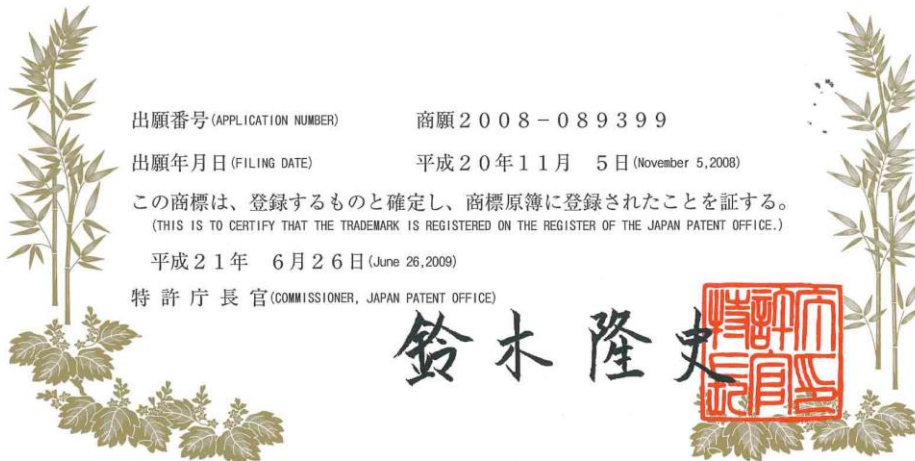 出願番号(APPLICATION NUMBER) 商願2008-089399
出願年月日(FILING DATE) 平成20年11月 5日(November 5,2008)
この商標は、登録するものと確定し、商標原簿に登録されたことを証する。
(THIS IS TO CERTIFY THAT THE TRADEMARK IS REGISTERED ON THE REGISTER OF THE JAPAN PATENT OFFICE.)
平成21年 6月26日(June 26,2009)
特許庁長官(COMMISSIONER, JAPAN PATENT OFFICE)
鈴木隆史